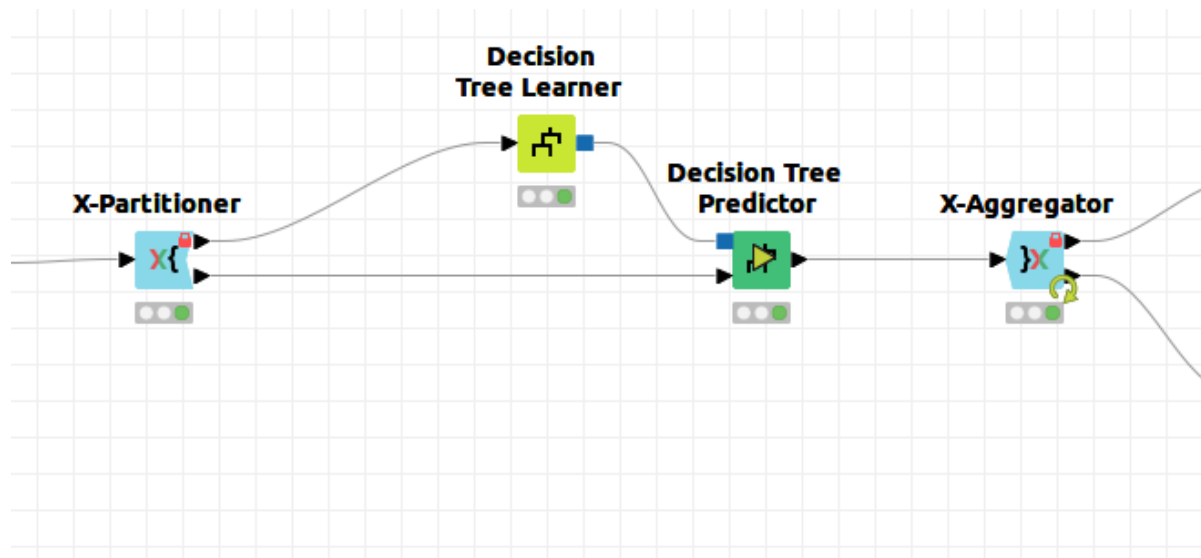 Decision
Tree Learner
Decision Tree
Predictor
X-Partitioner
X-Aggregator
X{
}X